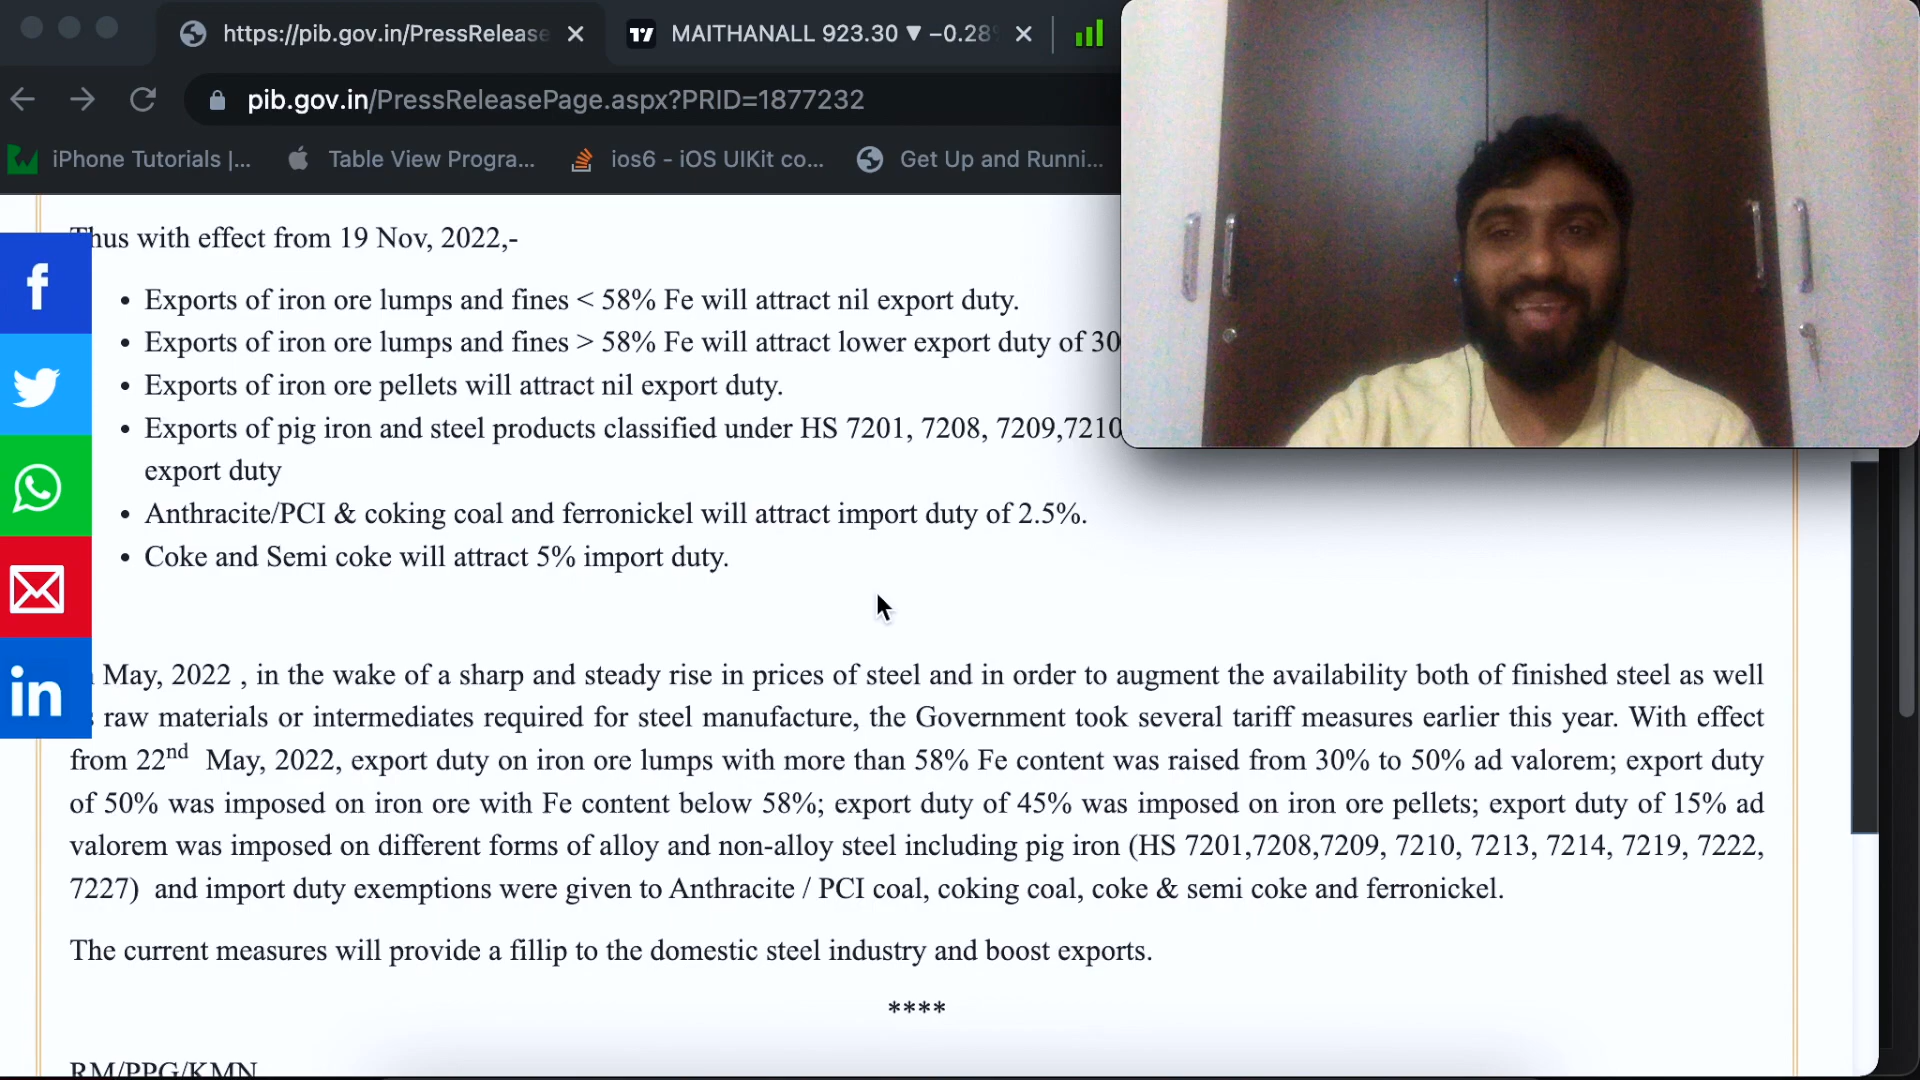 https://pib.gov.in/PressRelease
MAITHANALL 923.30 ▼ −0.28
pib.gov.in/PressReleasePage.aspx?PRID=1877232
iPhone Tutorials |...
Table View Progra...
ios6 - iOS UIKit co...
Get Up and Runni...
Thus with effect from 19 Nov, 2022,-
• Exports of iron ore lumps and fines < 58% Fe will attract nil export duty.
• Exports of iron ore lumps and fines > 58% Fe will attract lower export duty of 30
• Exports of iron ore pellets will attract nil export duty.
• Exports of pig iron and steel products classified under HS 7201, 7208, 7209,7210
export duty
• Anthracite/PCI & coking coal and ferronickel will attract import duty of 2.5%.
• Coke and Semi coke will attract 5% import duty.
May, 2022 , in the wake of a sharp and steady rise in prices of steel and in order to augment the availability both of finished steel as well
raw materials or intermediates required for steel manufacture, the Government took several tariff measures earlier this year. With effect
from 22nd May, 2022, export duty on iron ore lumps with more than 58% Fe content was raised from 30% to 50% ad valorem; export duty
of 50% was imposed on iron ore with Fe content below 58%; export duty of 45% was imposed on iron ore pellets; export duty of 15% ad
valorem was imposed on different forms of alloy and non-alloy steel including pig iron (HS 7201,7208,7209, 7210, 7213, 7214, 7219, 7222,
7227) and import duty exemptions were given to Anthracite / PCI coal, coking coal, coke & semi coke and ferronickel.
The current measures will provide a fillip to the domestic steel industry and boost exports.
****
RM/PPG/KMN